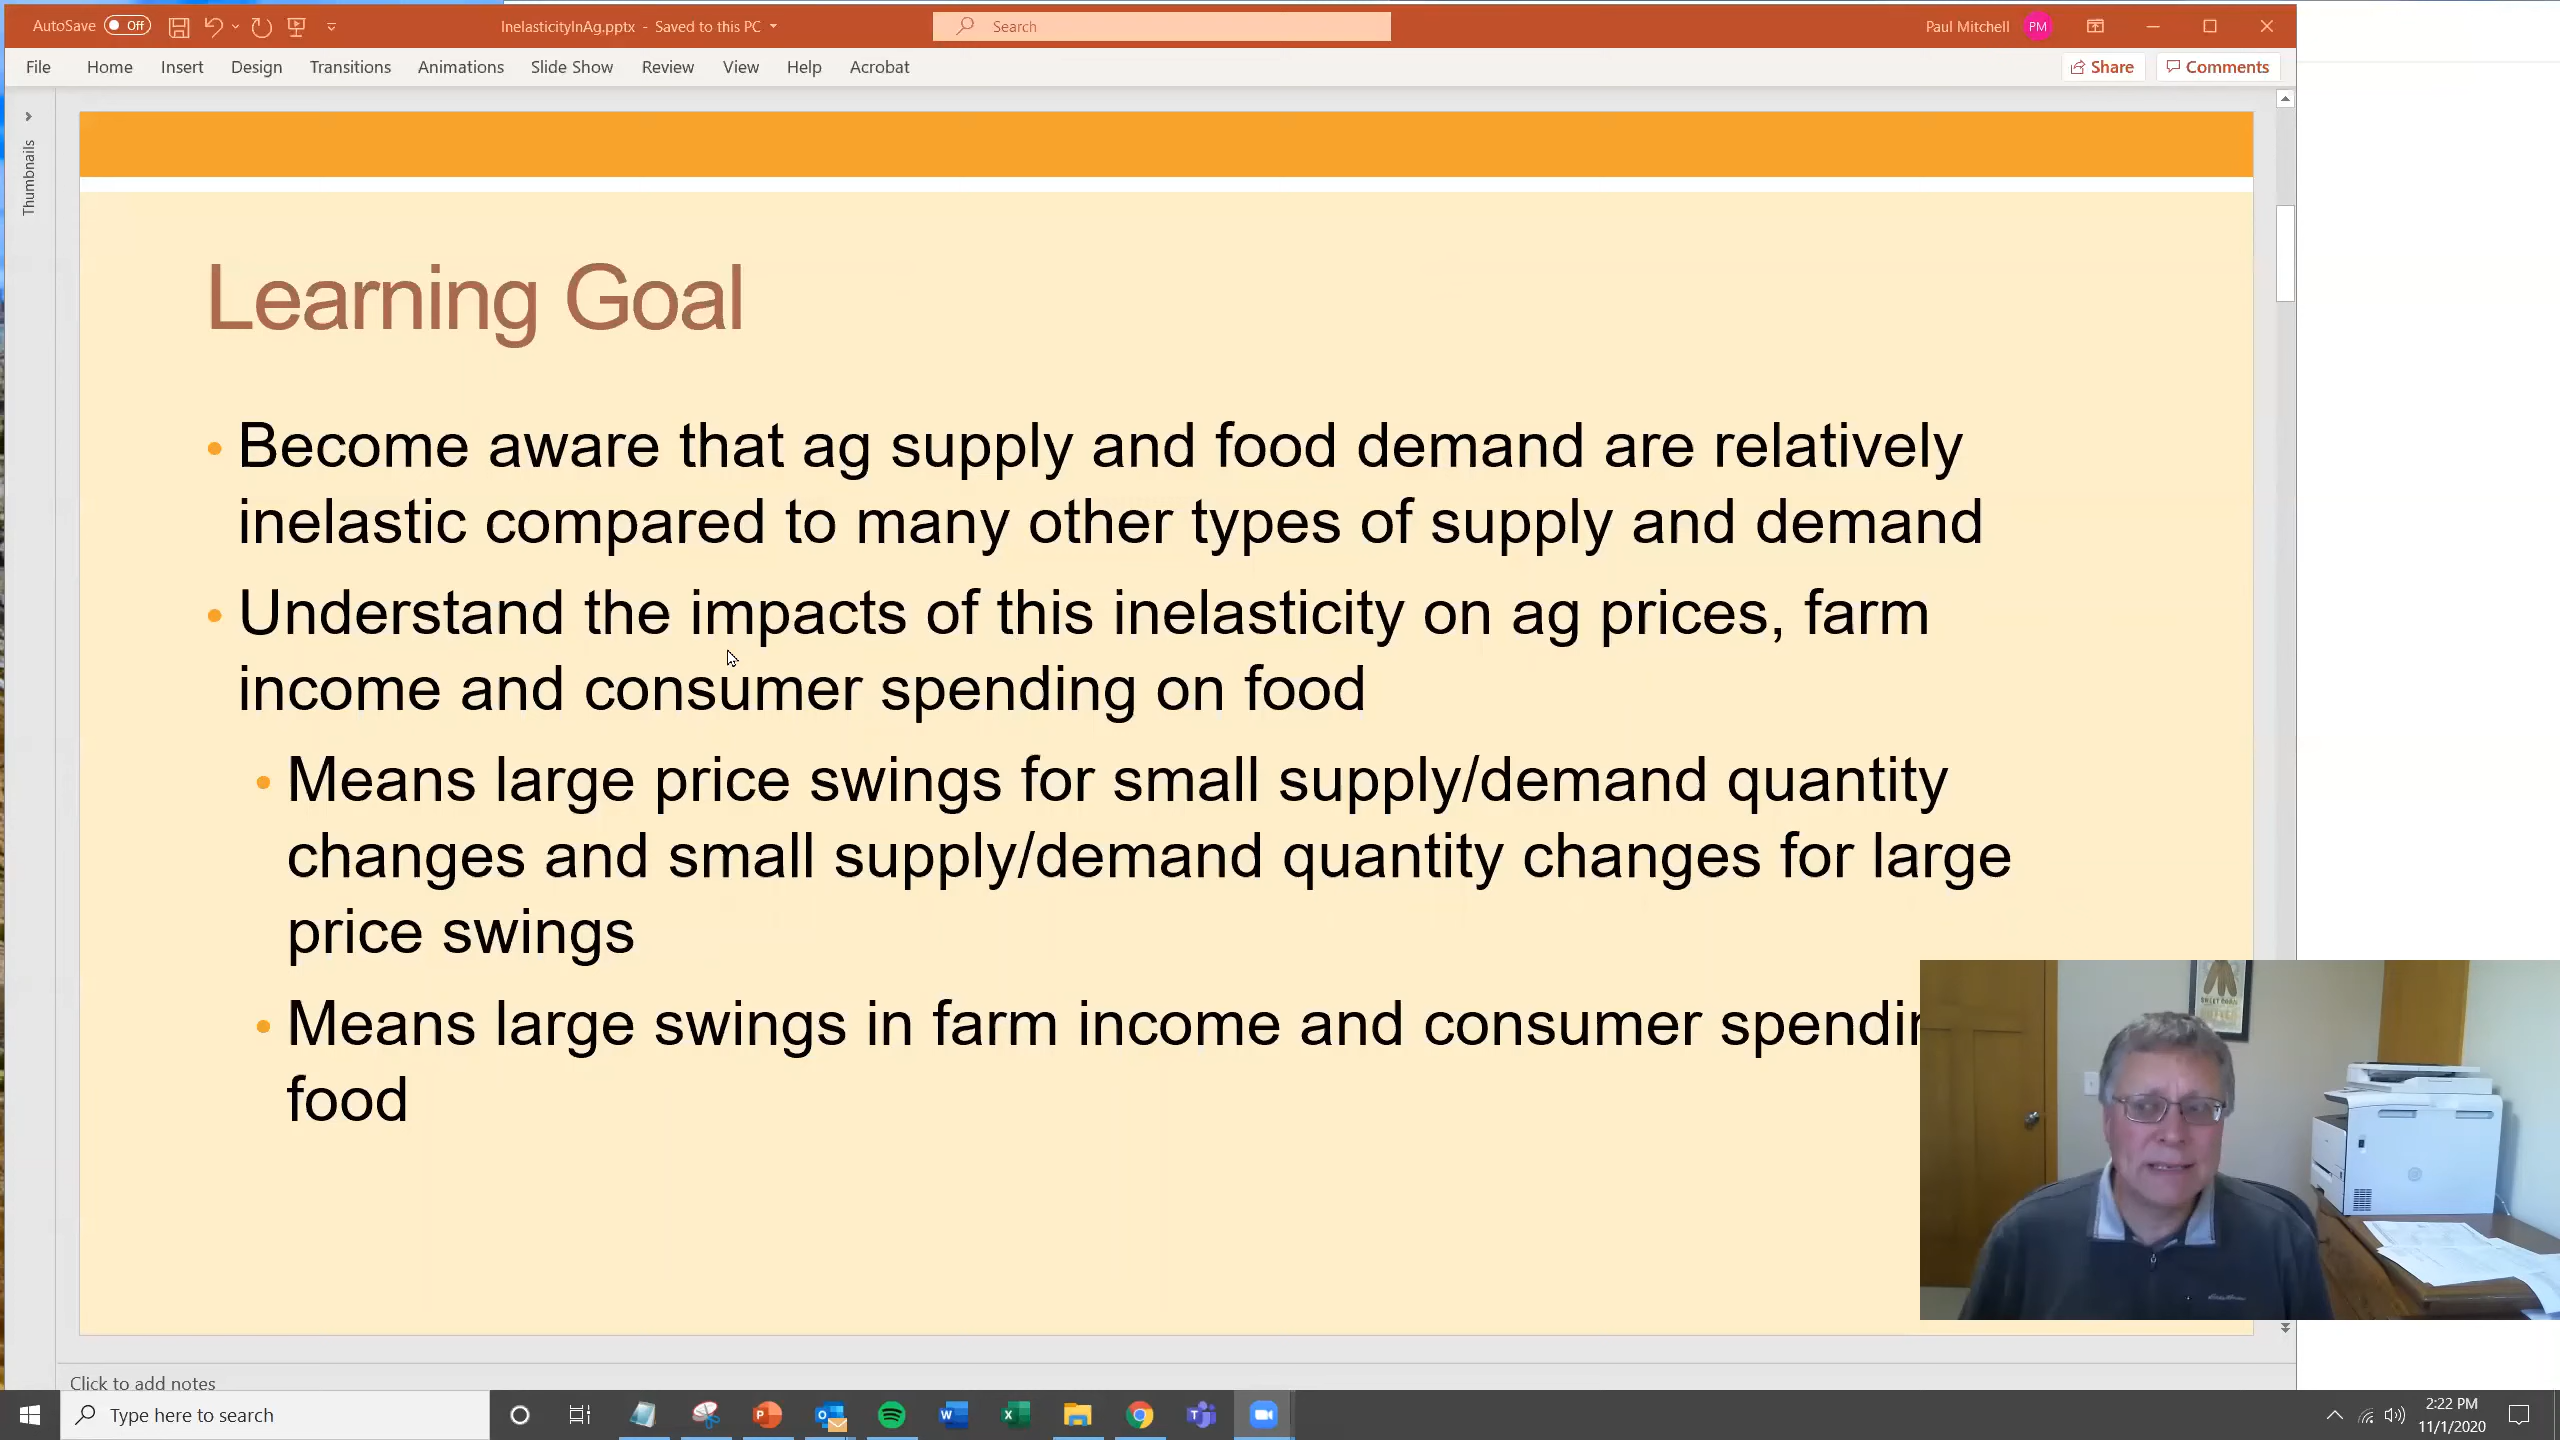 AutoSave Off InelasticityInAg.pptx - Saved to this PC Search Paul Mitchell PM
File Home Insert Design Transitions Animations Slide Show Review View Help Acrobat Share Comments
Thumbnails
Learning Goal
• Become aware that ag supply and food demand are relatively
inelastic compared to many other types of supply and demand
• Understand the impacts of this inelasticity on ag prices, farm
income and consumer spending on food
• Means large price swings for small supply/demand quantity
changes and small supply/demand quantity changes for large
price swings
• Means large swings in farm income and consumer
food
Click to add notes
Type here to search
2:22 PM
11/1/2020